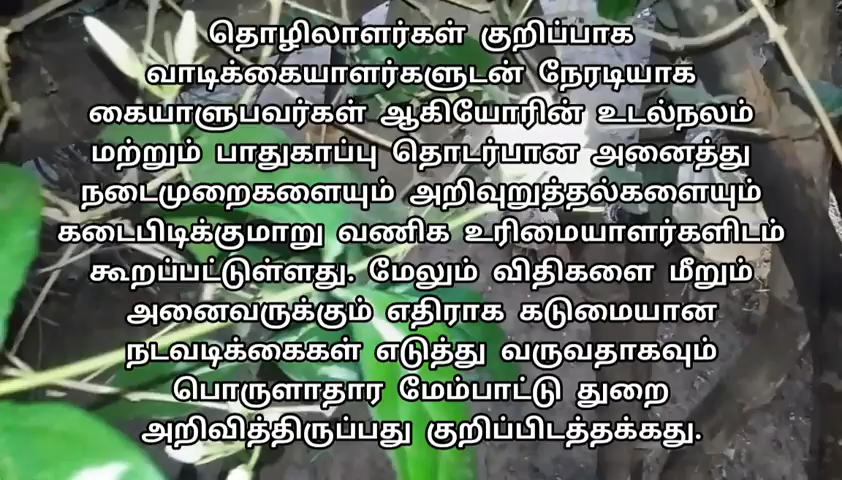 தொழிலாளர்கள் குறிப்பாக
வாடிக்கையாளர்களுடன் நேரடியாக
கையாளுபவர்கள் ஆகியோரின் உடல்நலம்
மற்றும் பாதுகாப்பு தொடர்பான அனைத்து
நடைமுறைகளையும் அறிவுறுத்தல்களையும்
கடைபிடிக்குமாறு வணிக உரிமையாளர்களிடம்
கூறப்பட்டுள்ளது. மேலும் விதிகளை மீறும்
அனைவருக்கும் எதிராக கடுமையான
நடவடிக்கைகள் எடுத்து வருவதாகவும்
பொருளாதார மேம்பாட்டு துறை
அறிவித்திருப்பது குறிப்பிடத்தக்கது.